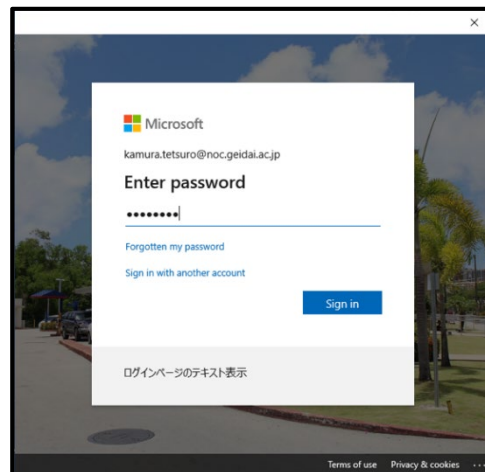 Microsoft
kamura.tetsuro@noc.geidai.ac.jp
Enter password
••••••••
Forgotten my password
Sign in with another account
Sign in
ログインページのテキスト表示
Terms of use Privacy & cookies ...